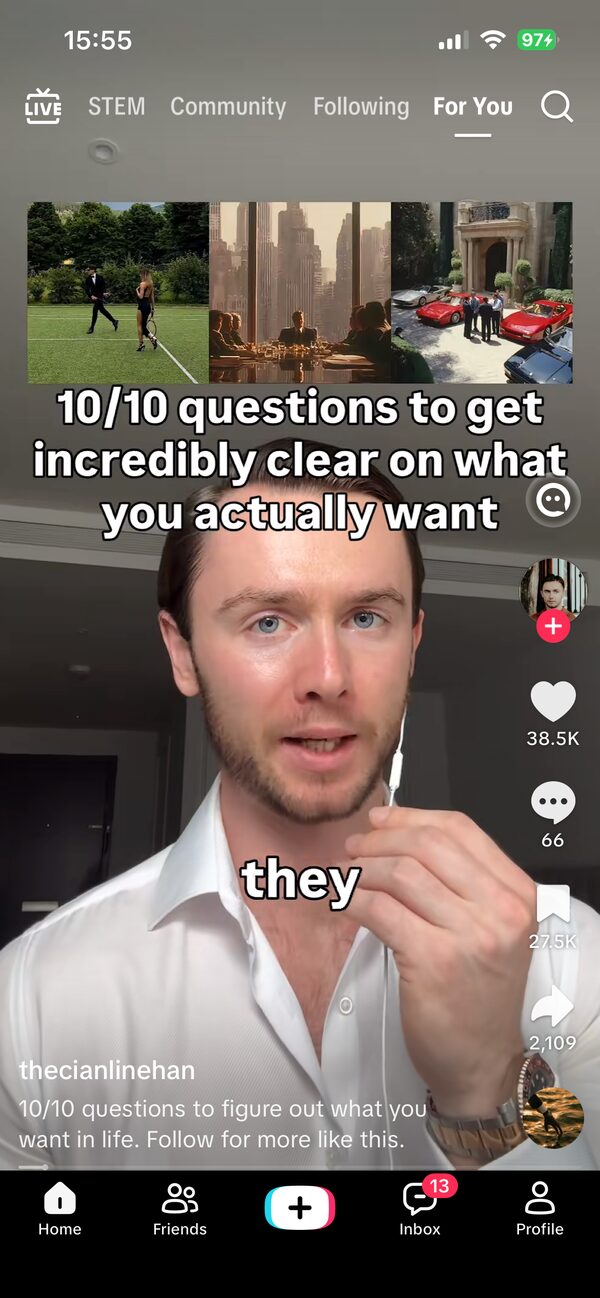 15:55
97
LIVE
STEM
Community
Following
For You
10/10 questions to get
incredibly clear on what
you actually want
38.5K
66
they
27.5K
2,109
thecianlinehan
10/10 questions to figure out what you
want in life. Follow for more like this.
13
Home
Friends
Inbox
Profile